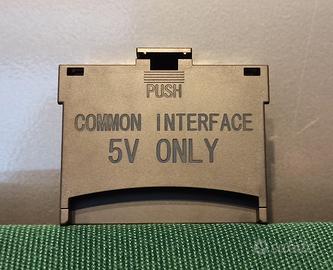 PUSH
COMMON INTERFACE
5V ONLY